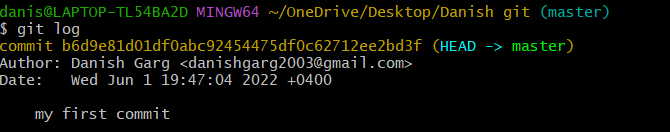 danis@LAPTOP-TL54BA2D MINGW64 ~/OneDrive/Desktop/Danish git (master)
$ git log
commit b6d9e81d01df0abc92454475df0c62712ee2bd3f (HEAD -> master)
Author: Danish Garg <danishgarg2003@gmail.com>
Date:   Wed Jun 1 19:47:04 2022 +0400
    my first commit